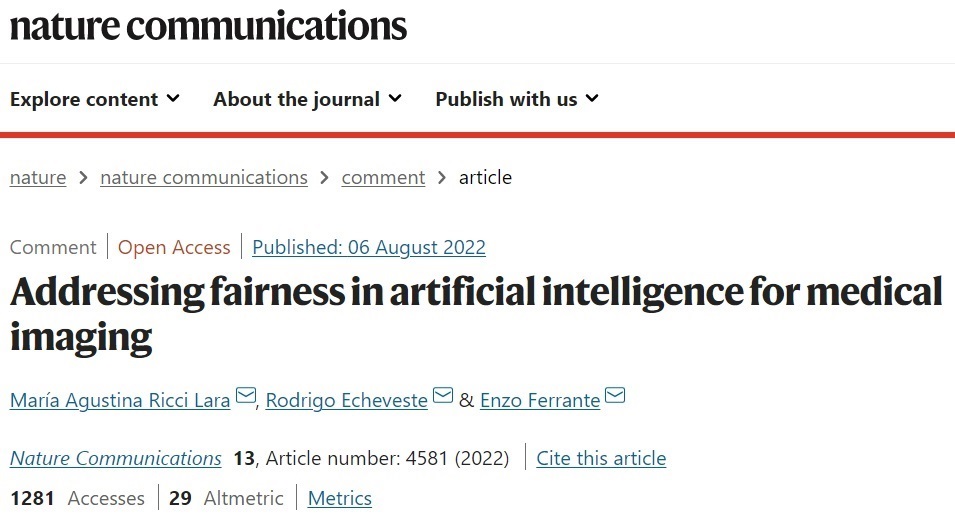 nature communications
Explore content About the journal Publish with us
nature > nature communications > comment > article
Comment | Open Access | Published: 06 August 2022
Addressing fairness in artificial intelligence for medical
imaging
María Agustina Ricci Lara, Rodrigo Echeveste & Enzo Ferrante
Nature Communications 13, Article number: 4581 (2022) | Cite this article
1281 Accesses | 29 Altmetric | Metrics